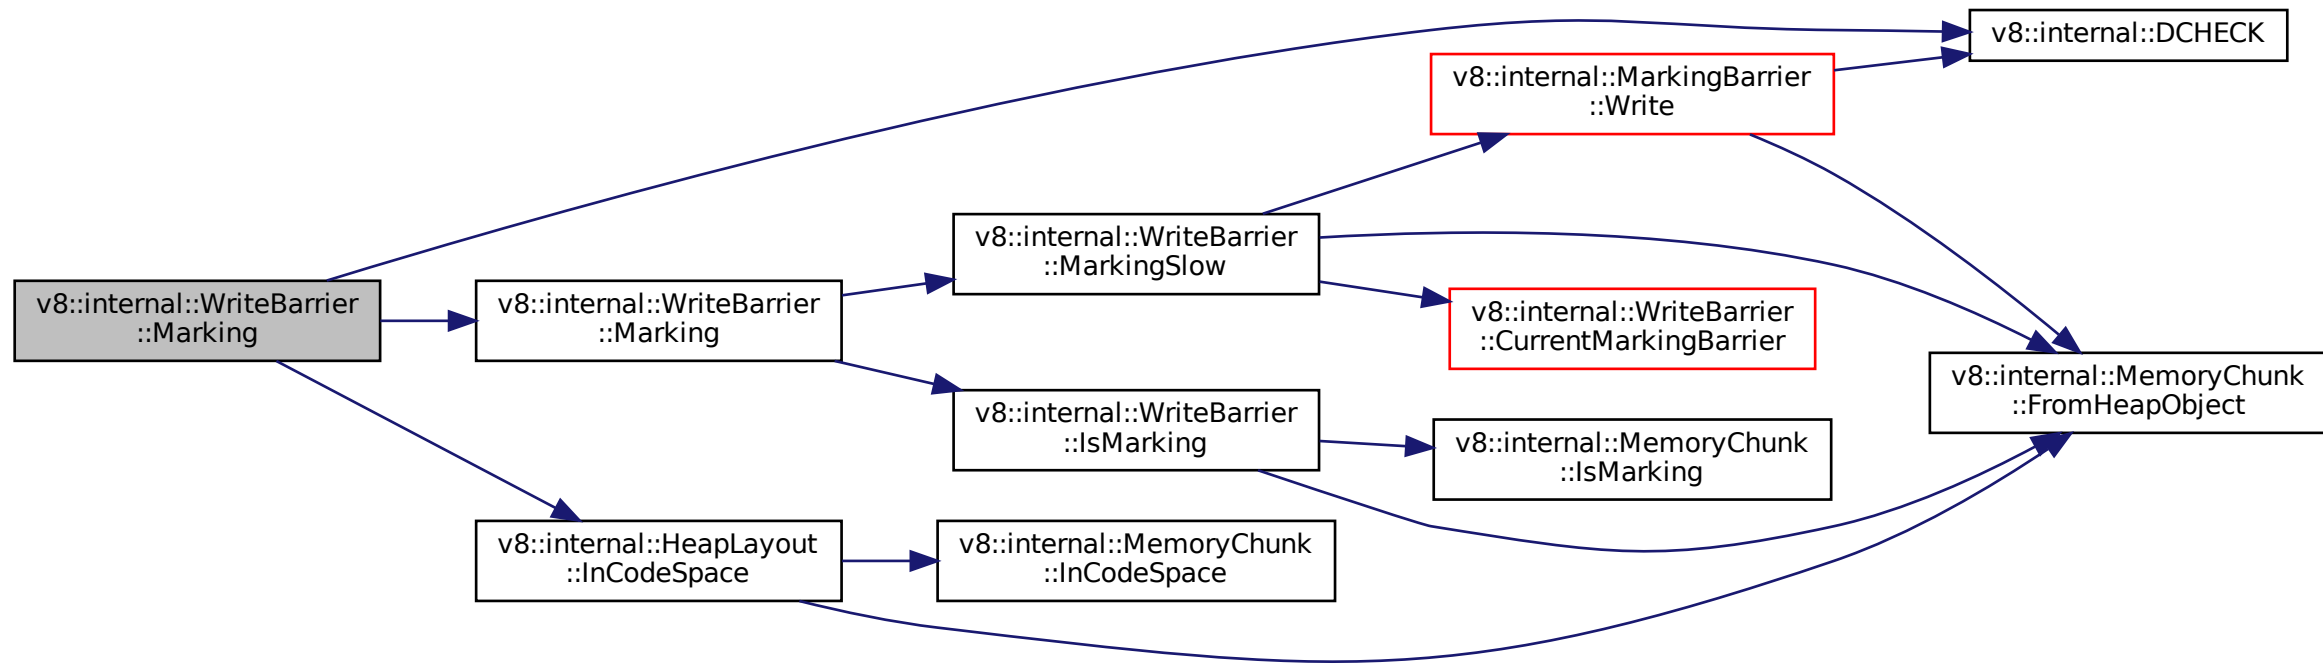 v8::internal::WriteBarrier
::Marking
v8::internal::DCHECK
v8::internal::WriteBarrier
::Marking
v8::internal::WriteBarrier
::MarkingSlow
v8::internal::MarkingBarrier
::Write
v8::internal::MemoryChunk
::FromHeapObject
v8::internal::WriteBarrier
::CurrentMarkingBarrier
v8::internal::WriteBarrier
::IsMarking
v8::internal::MemoryChunk
::IsMarking
v8::internal::HeapLayout
::InCodeSpace
v8::internal::MemoryChunk
::InCodeSpace